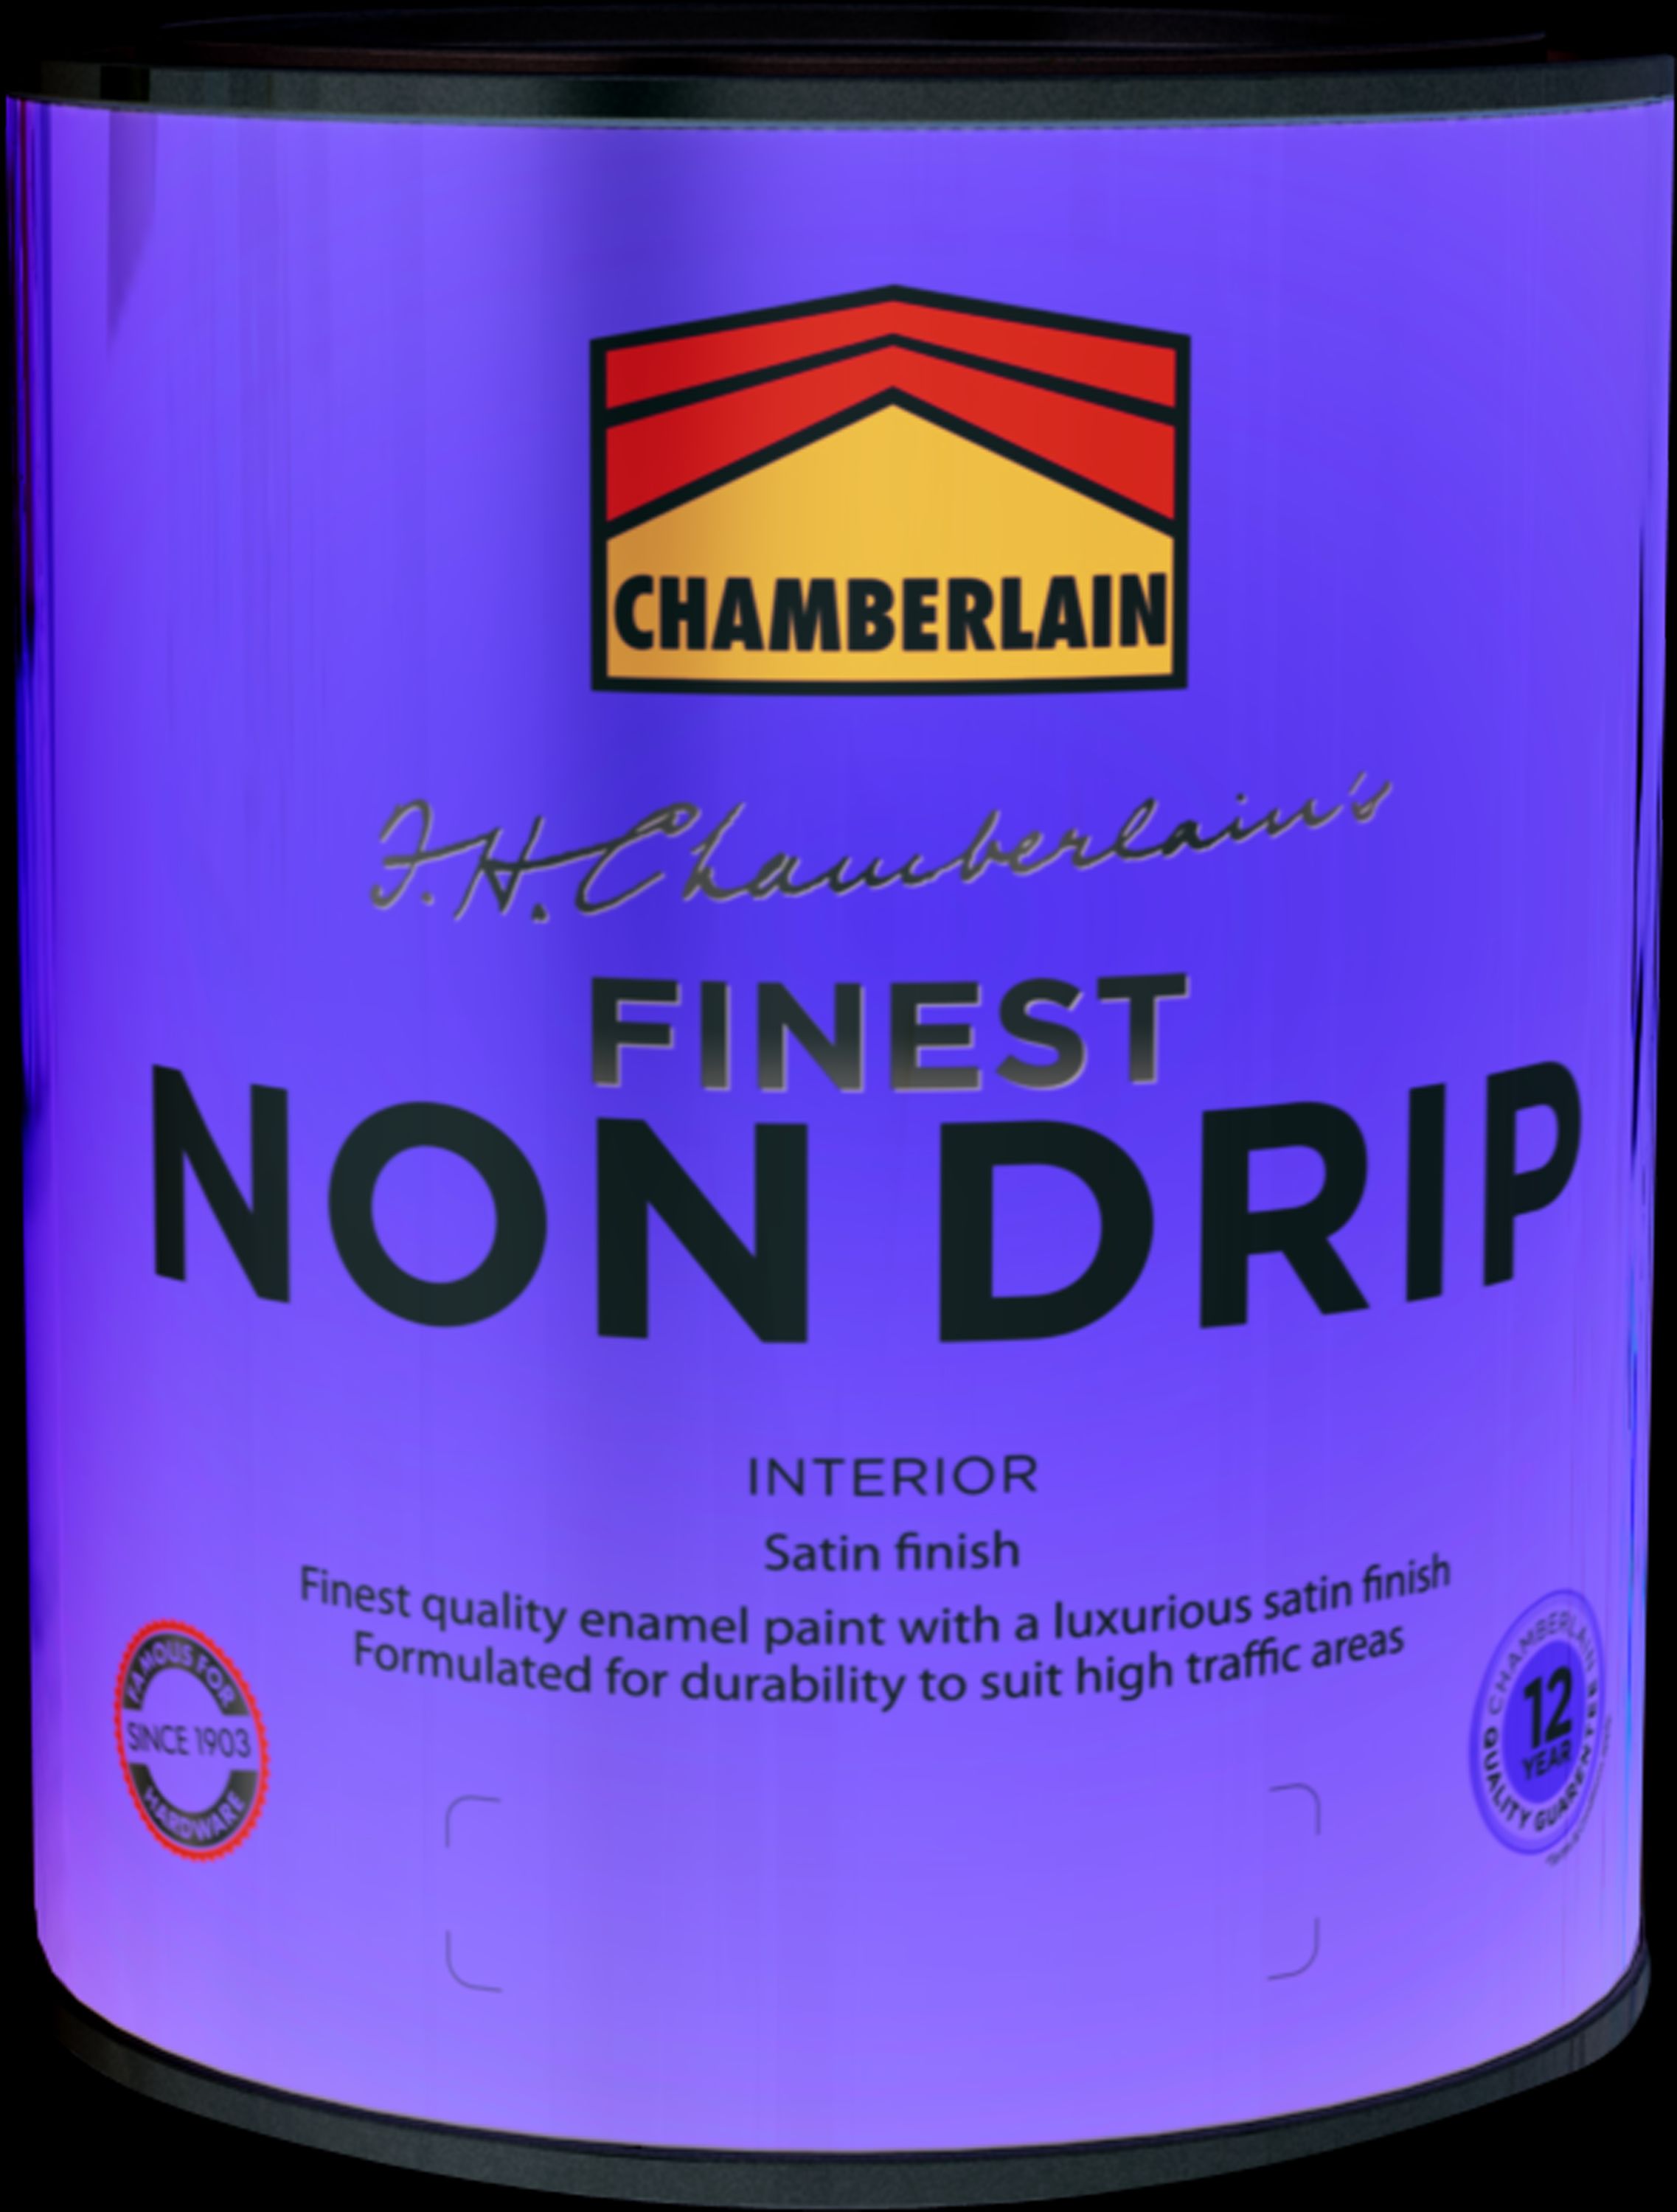 CHAMBERLAIN
F.H. Chamberlain's
FINEST
NON DRIP
INTERIOR
Satin finish
Finest quality enamel paint with a luxurious satin finish
Formulated for durability to suit high traffic areas
FAMOUS FOR
SINCE 1903
HARDWARE
CHAMBERLAIN
12
YEAR
QUALITY GUARENTEE